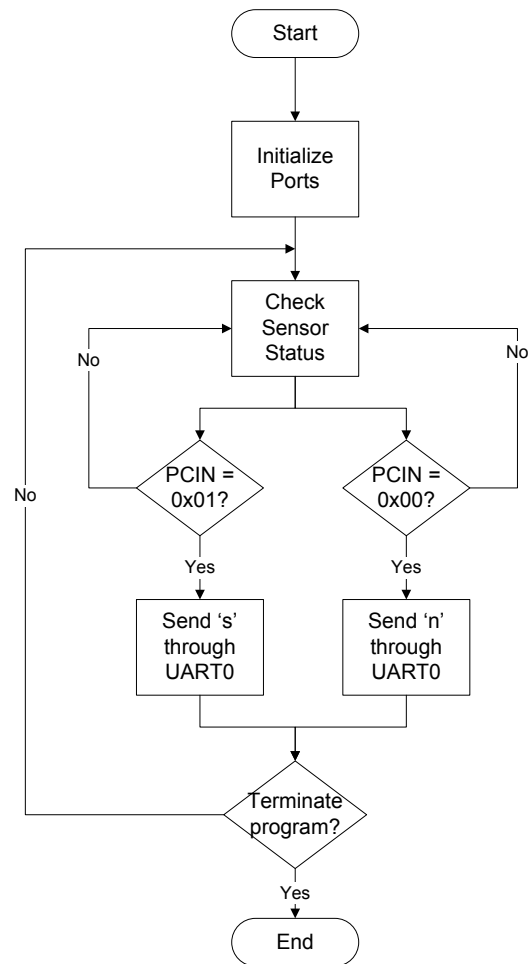 Start
Initialize
Ports
Check
Sensor
Status
No
No
PCIN =
0x01?
PCIN =
0x00?
No
Yes
Yes
Send ‘s’
through
UART0
Send ‘n’
through
UART0
Terminate
program?
Yes
End